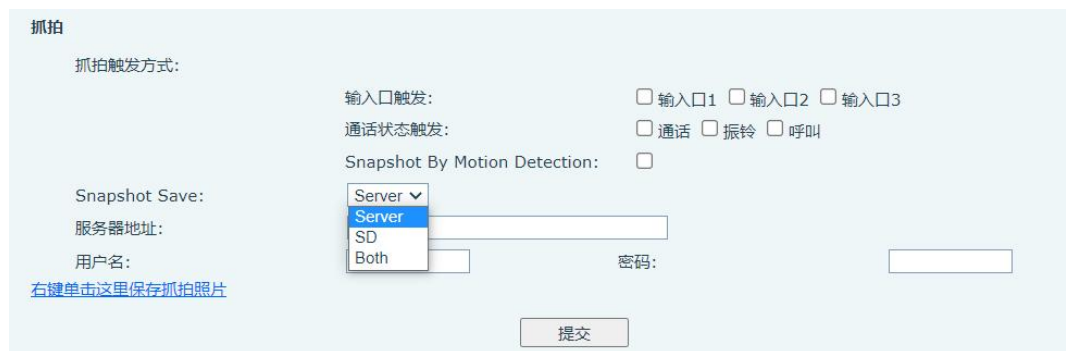 抓拍
抓拍触发方式:
输入口触发: 输入口1 输入口2 输入口3
通话状态触发: 通话 振铃 呼叫
Snapshot By Motion Detection:
Snapshot Save: Server
Server
服务器地址:
SD
Both
用户名: 密码:
右键单击这里保存抓拍照片
提交